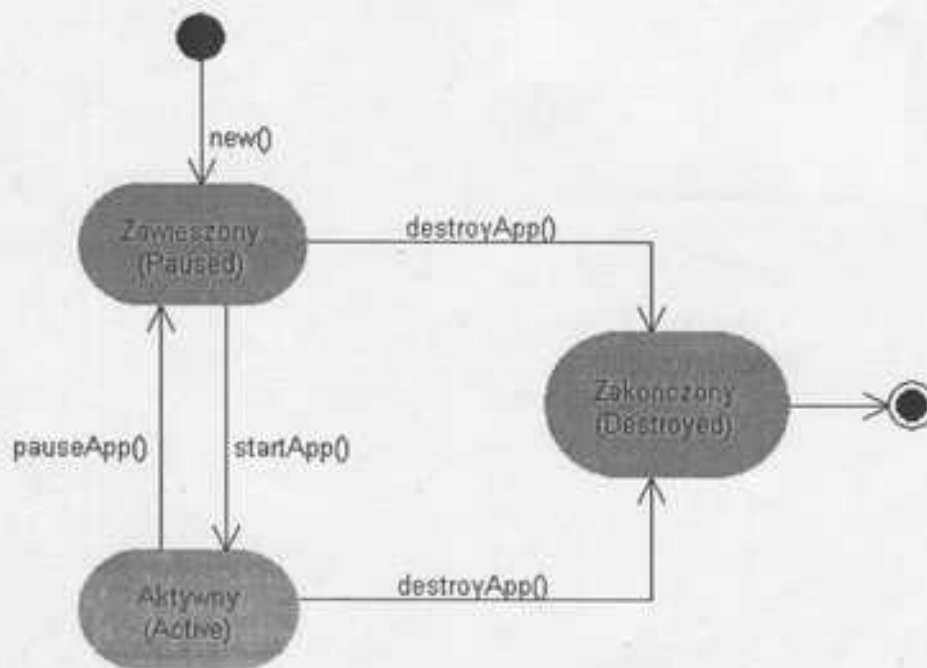 new()
Zawieszony
(Paused)
destroyApp()
Zakończony
(Destroyed)
pauseApp()
startApp()
Aktywny
(Active)
destroyApp()